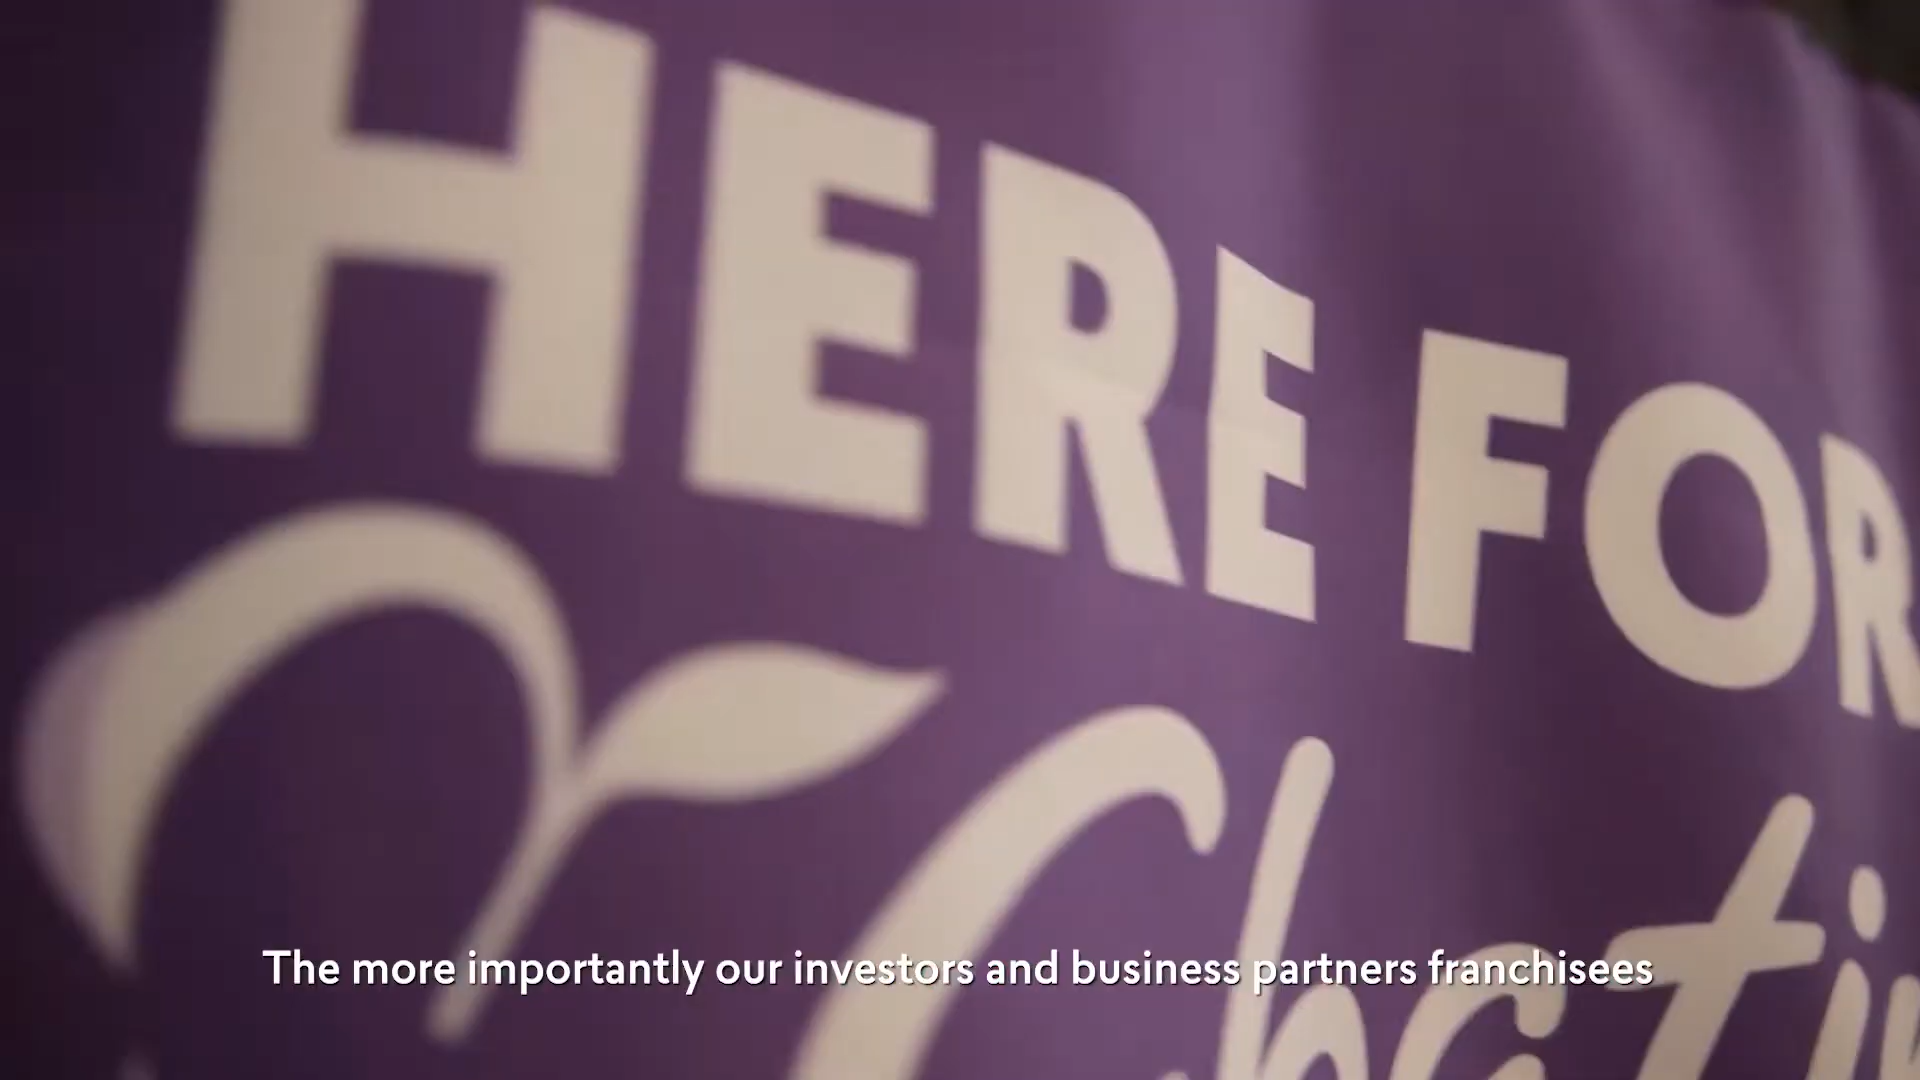 HERE FOR
The more importantly our investors and business partners franchisees